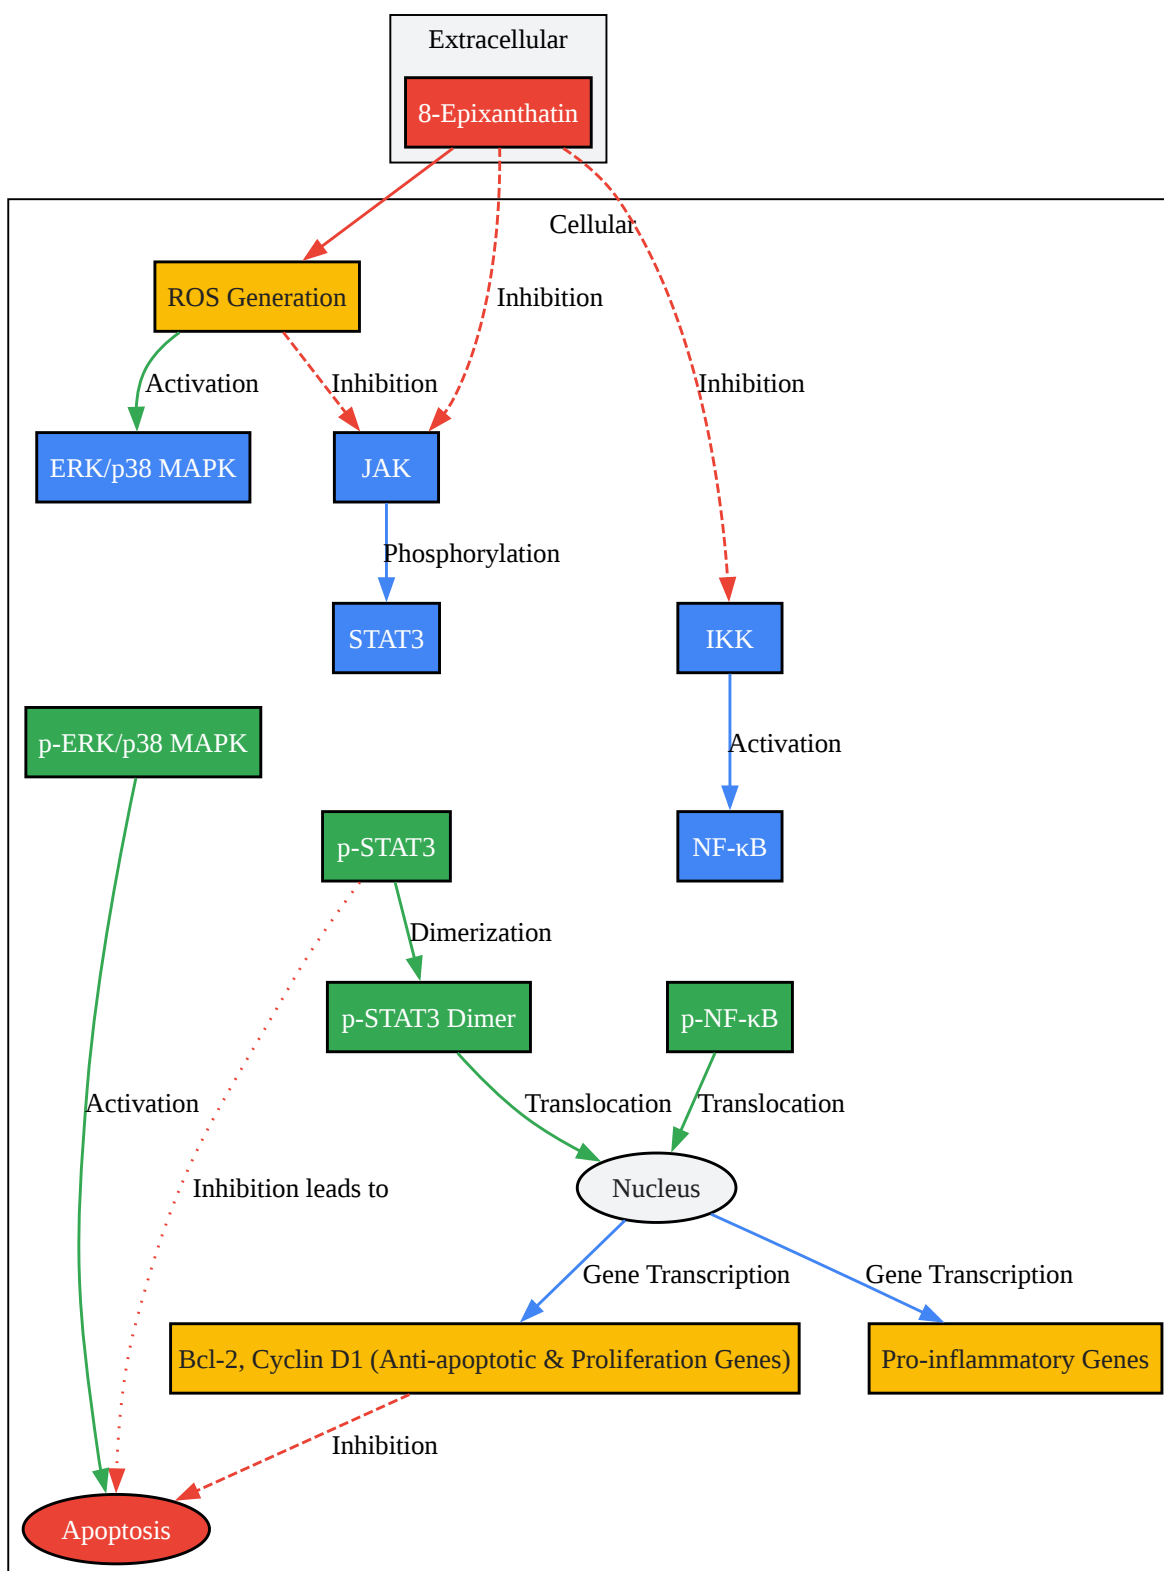 Extracellular
8-Epixanthatin
Cellular
ROS Generation
Inhibition
Activation
Inhibition
Inhibition
ERK/p38 MAPK
JAK
Phosphorylation
STAT3
IKK
p-ERK/p38 MAPK
Activation
p-STAT3
NF-κB
Dimerization
p-STAT3 Dimer
p-NF-κB
Activation
Translocation
Translocation
Inhibition leads to
Nucleus
Gene Transcription
Gene Transcription
Bcl-2, Cyclin D1 (Anti-apoptotic & Proliferation Genes)
Pro-inflammatory Genes
Inhibition
Apoptosis